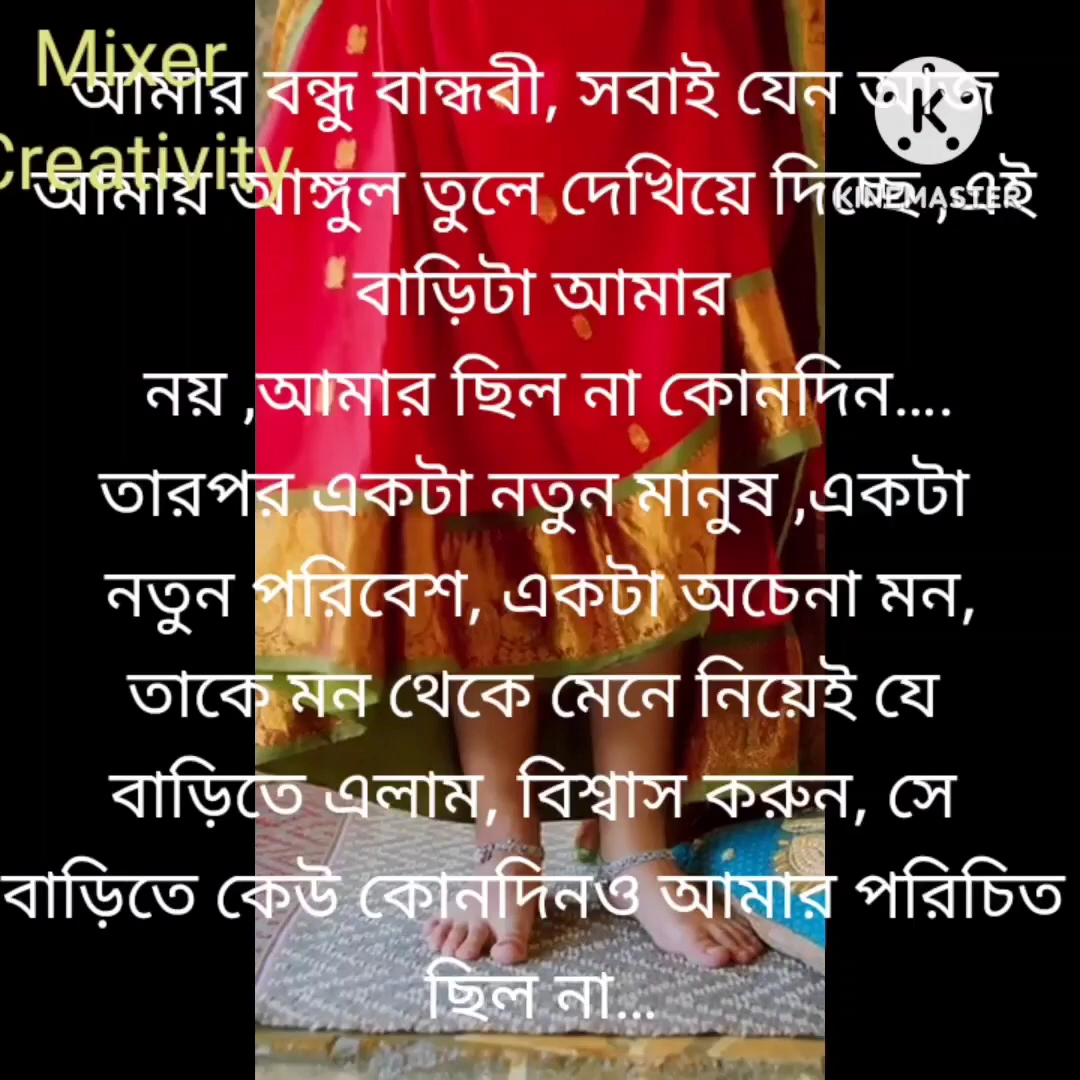 Mixer
Creativity
KINEMASTER
আমার বন্ধু বান্ধবী, সবাই যেন আজ
আমায় আঙ্গুল তুলে দেখিয়ে দিচ্ছে ,এই
বাড়িটা আমার
নয় ,আমার ছিল না কোনদিন....
তারপর একটা নতুন মানুষ ,একটা
নতুন পরিবেশ, একটা অচেনা মন,
তাকে মন থেকে মেনে নিয়েই যে
বাড়িতে এলাম, বিশ্বাস করুন, সে
বাড়িতে কেউ কোনদিনও আমার পরিচিত
ছিল না...